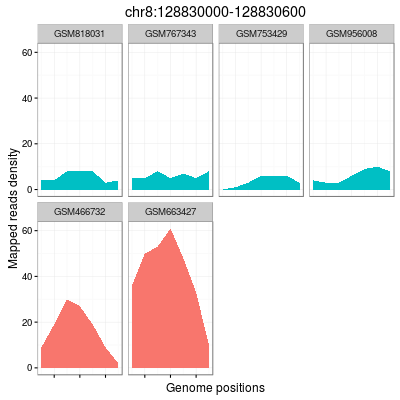 chr8:128830000-128830600
GSM818031 GSM767343 GSM753429 GSM956008
60
40
20
0
Mapped reads density
GSM466732 GSM663427
60
40
20
0
Genome positions